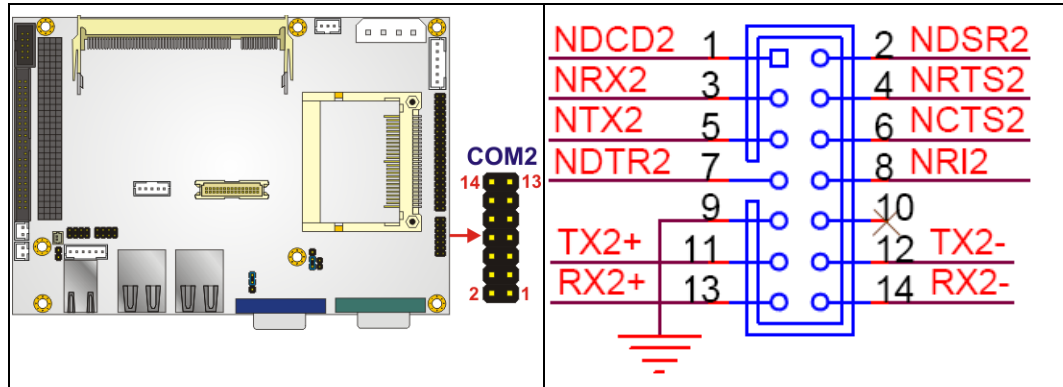 COM2
14 13
2 1
NDCD2 1 2 NDSR2
NRX2 3 4 NRTS2
NTX2 5 6 NCTS2
NDTR2 7 8 NRI2
9 10
TX2+ 11 12 TX2-
RX2+ 13 14 RX2-